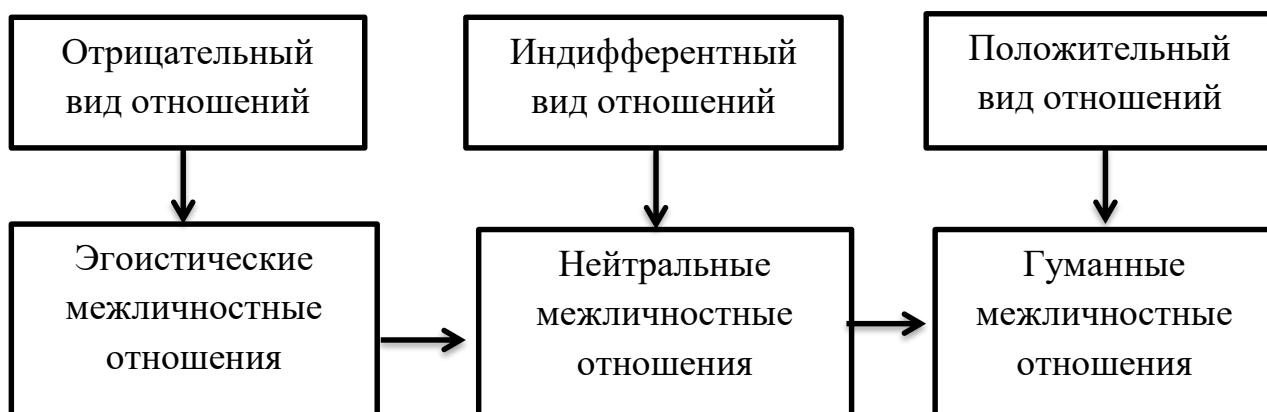 Отрицательный
вид отношений
Индифферентный
вид отношений
Положительный
вид отношений
Эгоистические
межличностные
отношения
Нейтральные
межличностные
отношения
Гуманные
межличностные
отношения